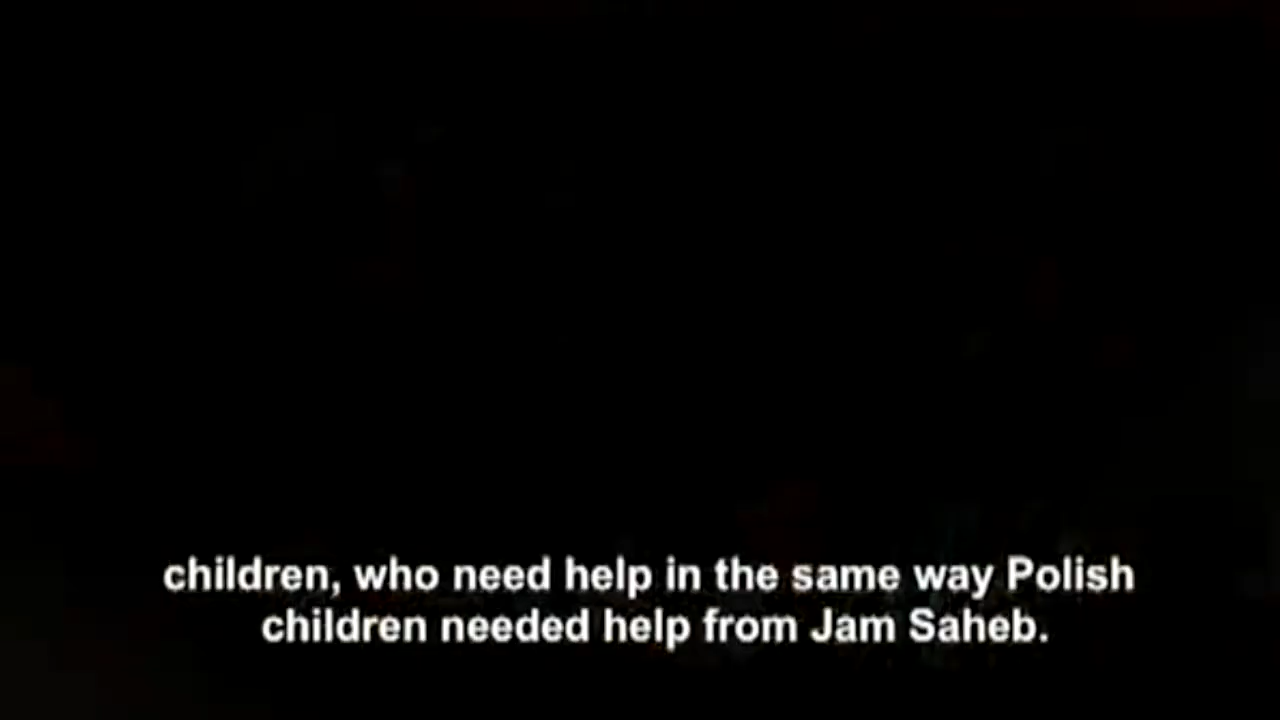 children, who need help in the same way Polish
children needed help from Jam Saheb.